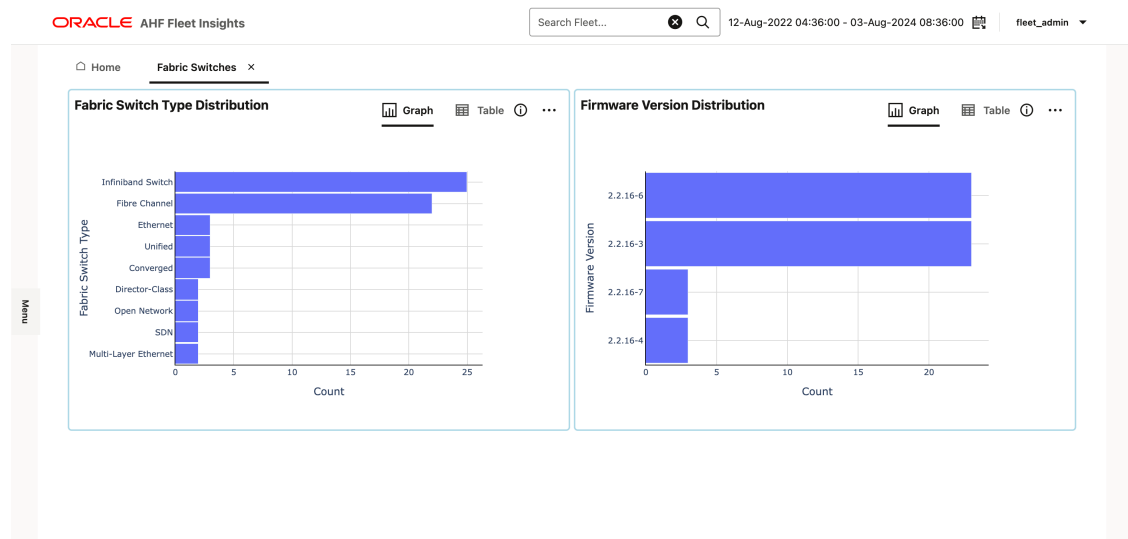 ORACLE AHF Fleet Insights
Search Fleet...
12-Aug-2022 04:36:00 - 03-Aug-2024 08:36:00
fleet_admin
Menu
Home
Fabric Switches ×
Fabric Switch Type Distribution
Graph
Table
Fabric Switch Type
Infiniband Switch
Fibre Channel
Ethernet
Unified
Converged
Director-Class
Open Network
SDN
Multi-Layer Ethernet
0 5 10 15 20 25
Count
Firmware Version Distribution
Graph
Table
Firmware Version
2.2.16-6
2.2.16-3
2.2.16-7
2.2.16-4
0 5 10 15 20
Count